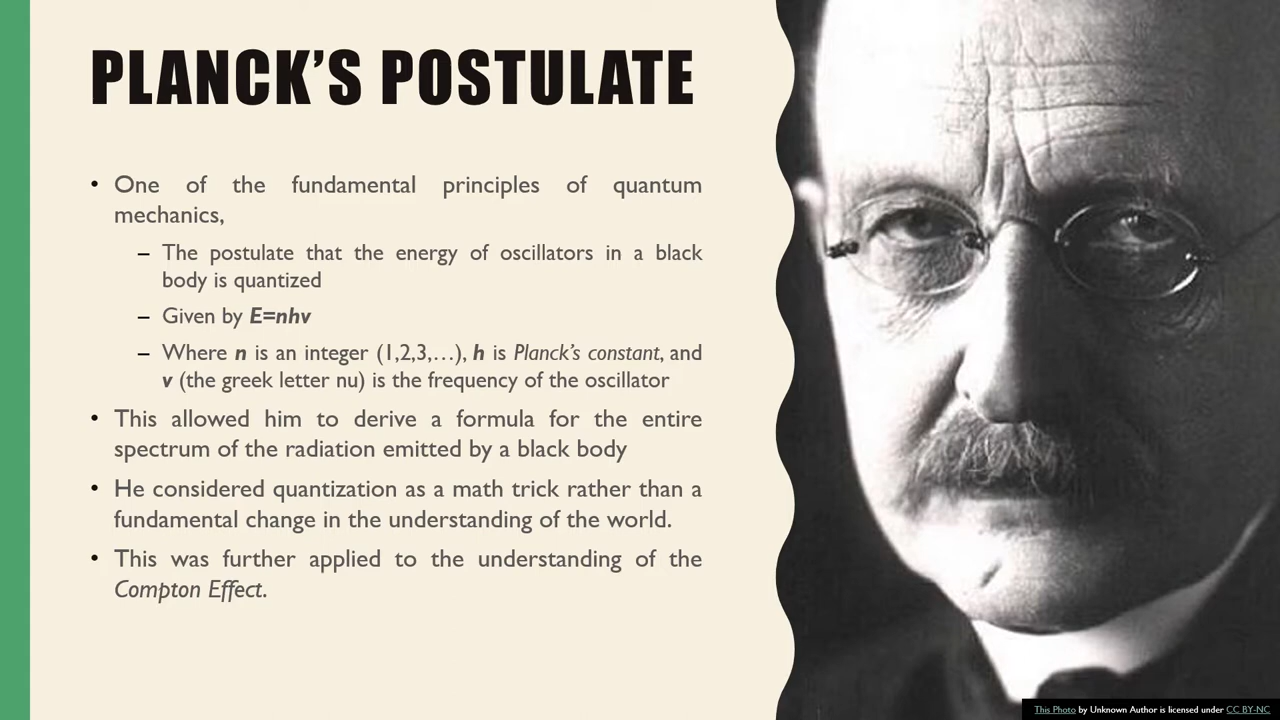 PLANCK'S POSTULATE
• One of the fundamental principles of quantum
mechanics,
– The postulate that the energy of oscillators in a black
body is quantized
– Given by E=nhv
– Where n is an integer (1,2,3,…), h is Planck's constant, and
v (the greek letter nu) is the frequency of the oscillator
• This allowed him to derive a formula for the entire
spectrum of the radiation emitted by a black body
• He considered quantization as a math trick rather than a
fundamental change in the understanding of the world.
• This was further applied to the understanding of the
Compton Effect.
This Photo by Unknown Author is licensed under CC BY-NC